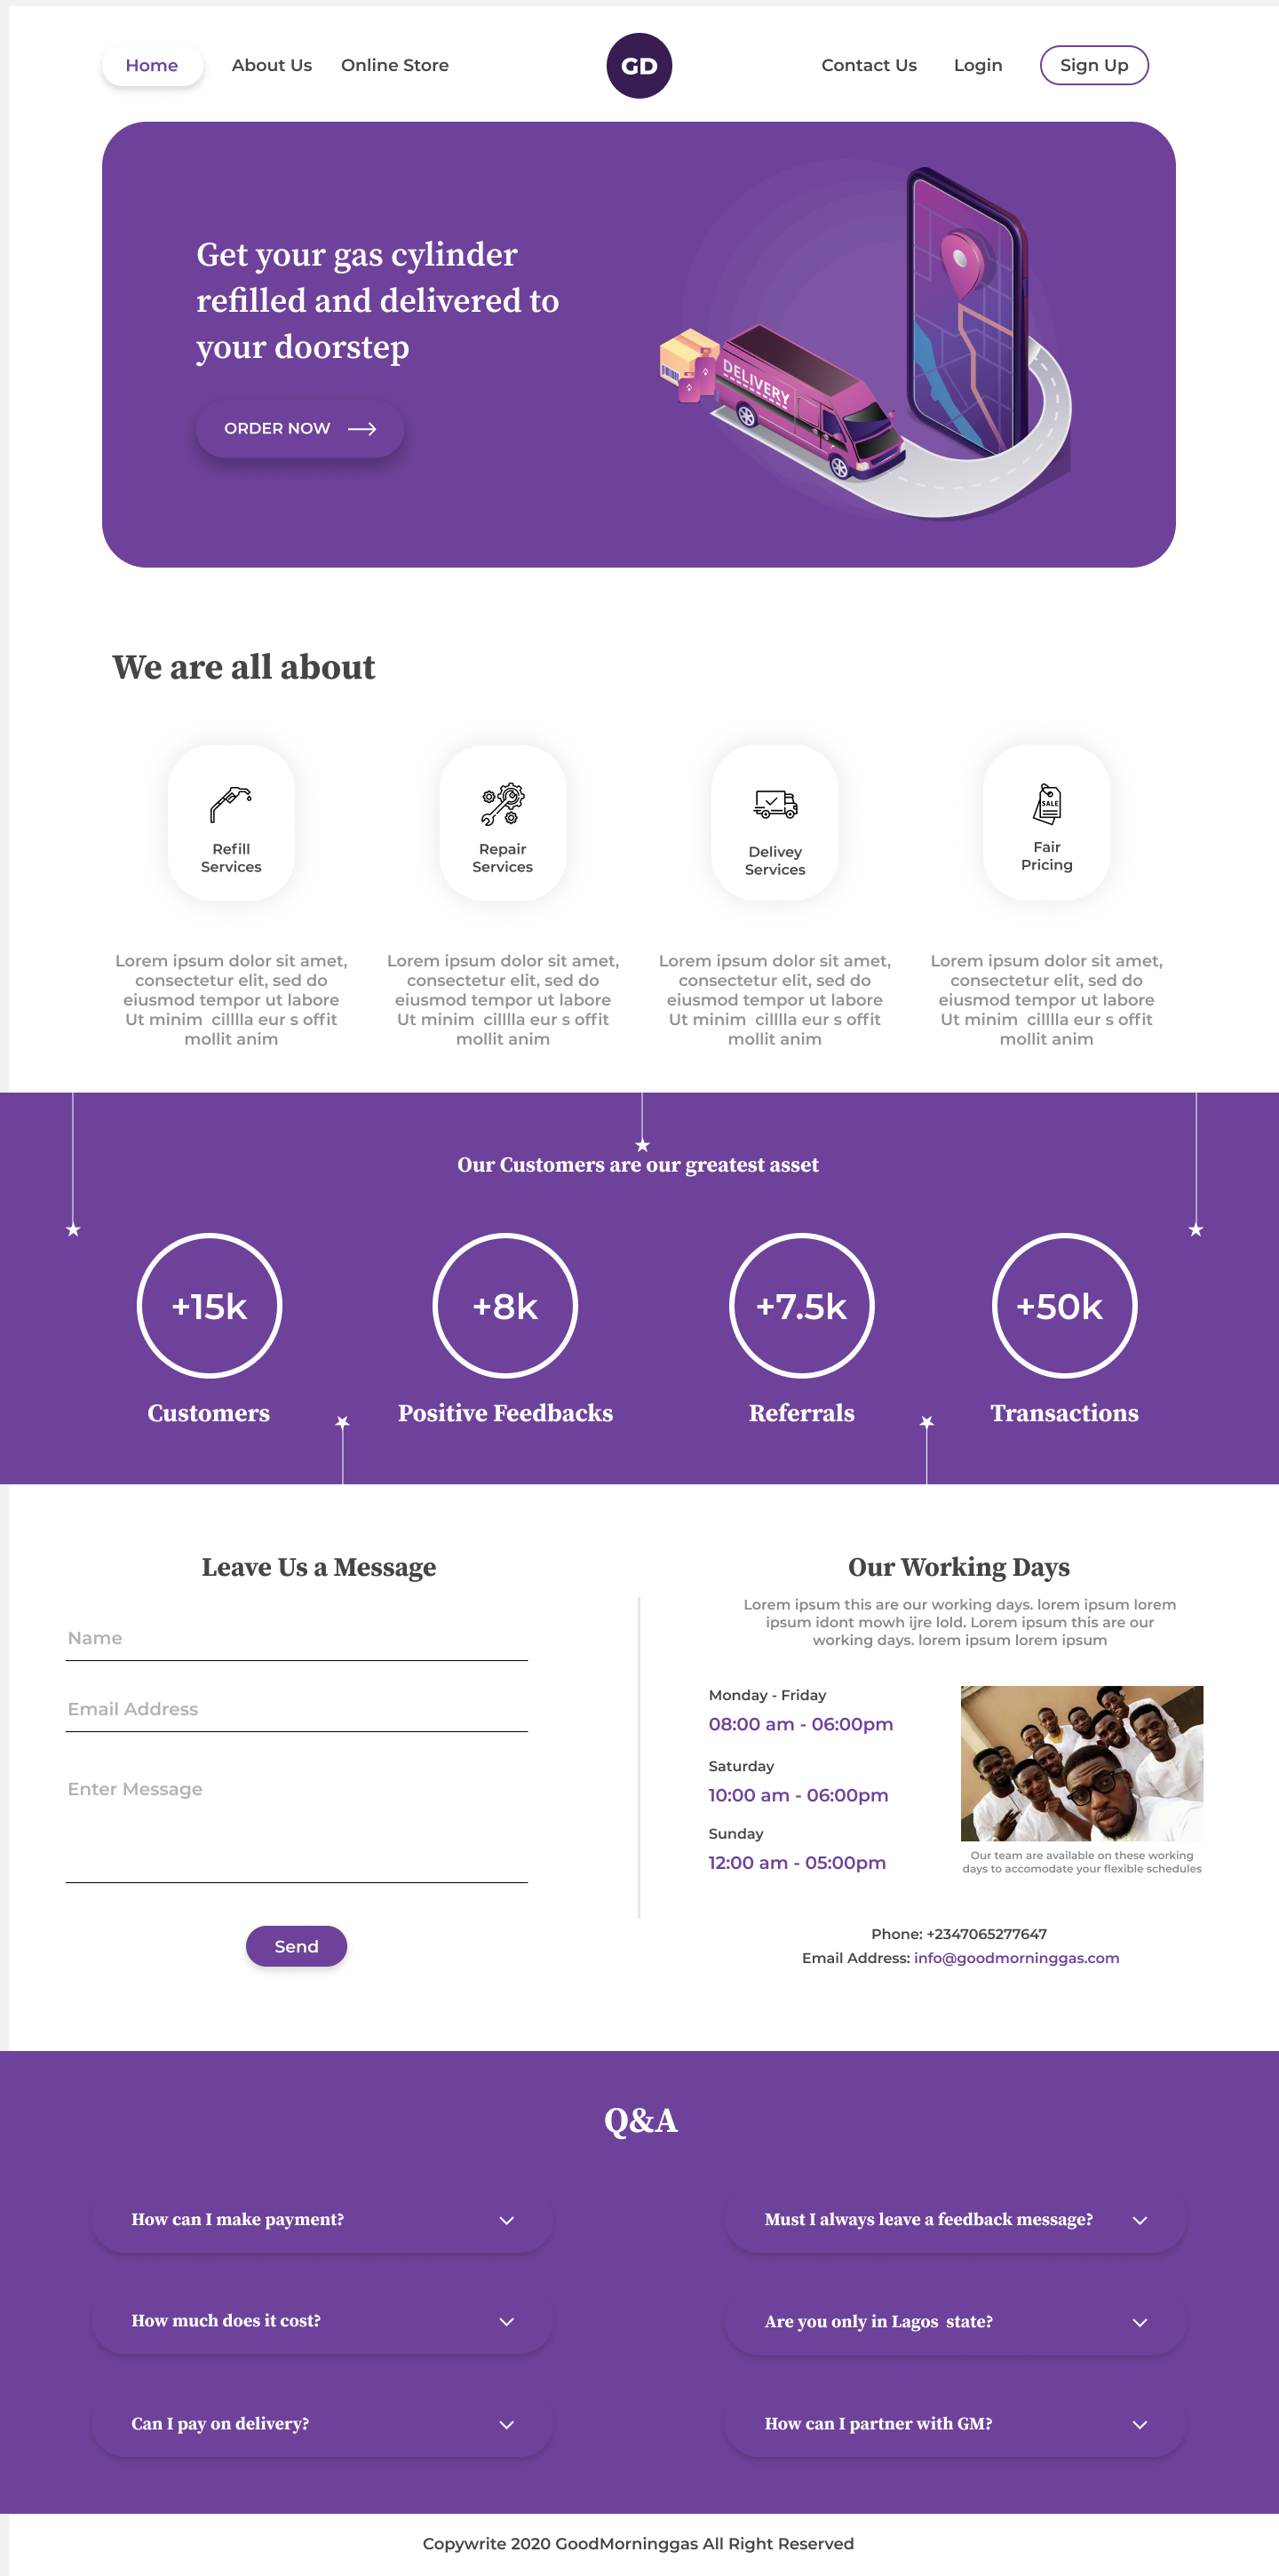 Home
About Us
Online Store
GD
Contact Us
Login
Sign Up
Get your gas cylinder
refilled and delivered to
your doorstep
ORDER NOW
DELIVERY
We are all about
Refill
Services
Repair
Services
Delivey
Services
SALE
Fair
Pricing
Lorem ipsum dolor sit amet,
consectetur elit, sed do
eiusmod tempor ut labore
Ut minim  cilllla eur s offit
mollit anim
Lorem ipsum dolor sit amet,
consectetur elit, sed do
eiusmod tempor ut labore
Ut minim  cilllla eur s offit
mollit anim
Lorem ipsum dolor sit amet,
consectetur elit, sed do
eiusmod tempor ut labore
Ut minim  cilllla eur s offit
mollit anim
Lorem ipsum dolor sit amet,
consectetur elit, sed do
eiusmod tempor ut labore
Ut minim  cilllla eur s offit
mollit anim
Our Customers are our greatest asset
+15k
Customers
+8k
Positive Feedbacks
+7.5k
Referrals
+50k
Transactions
Leave Us a Message
Name
Email Address
Enter Message
Send
Our Working Days
Lorem ipsum this are our working days. lorem ipsum lorem
ipsum idont mowh ijre lold. Lorem ipsum this are our
working days. lorem ipsum lorem ipsum
Monday - Friday
08:00 am - 06:00pm
Saturday
10:00 am - 06:00pm
Sunday
12:00 am - 05:00pm
Our team are available on these working
days to accomodate your flexible schedules
Phone: +2347065277647
Email Address: info@goodmorninggas.com
Q&A
How can I make payment?
Must I always leave a feedback message?
How much does it cost?
Are you only in Lagos  state?
Can I pay on delivery?
How can I partner with GM?
Copywrite 2020 GoodMorninggas All Right Reserved